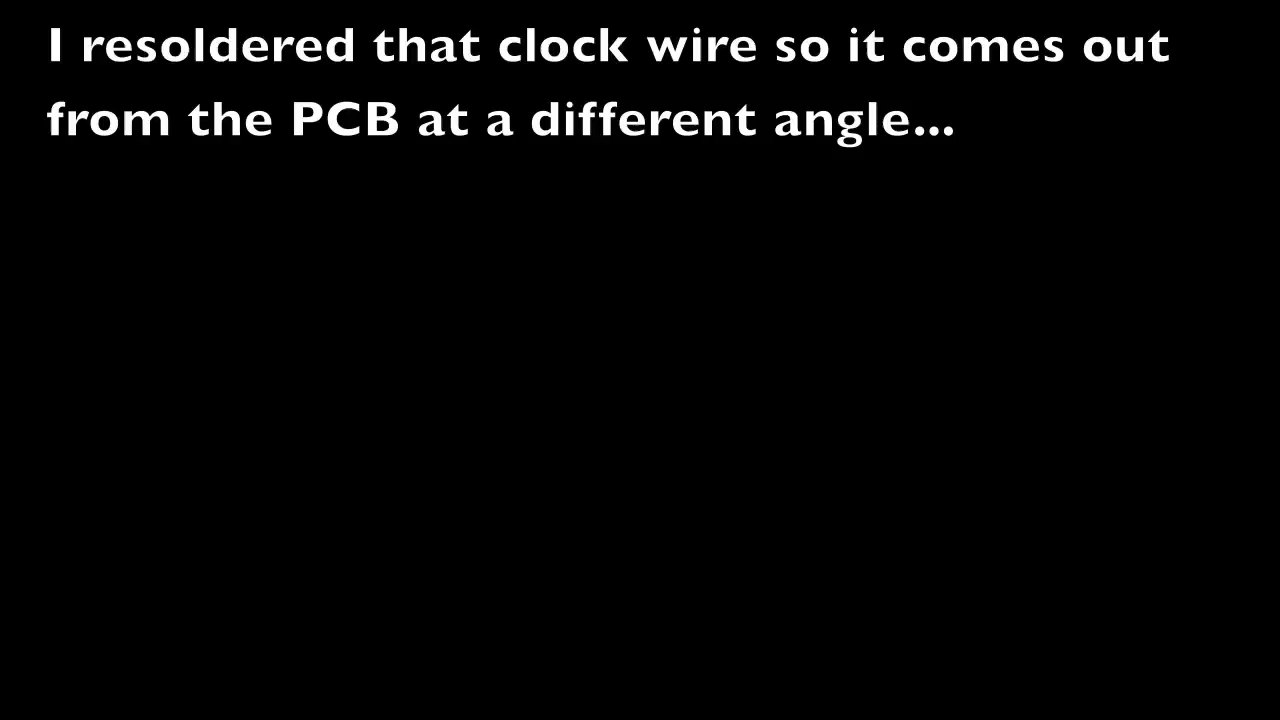 I resoldered that clock wire so it comes out
from the PCB at a different angle...